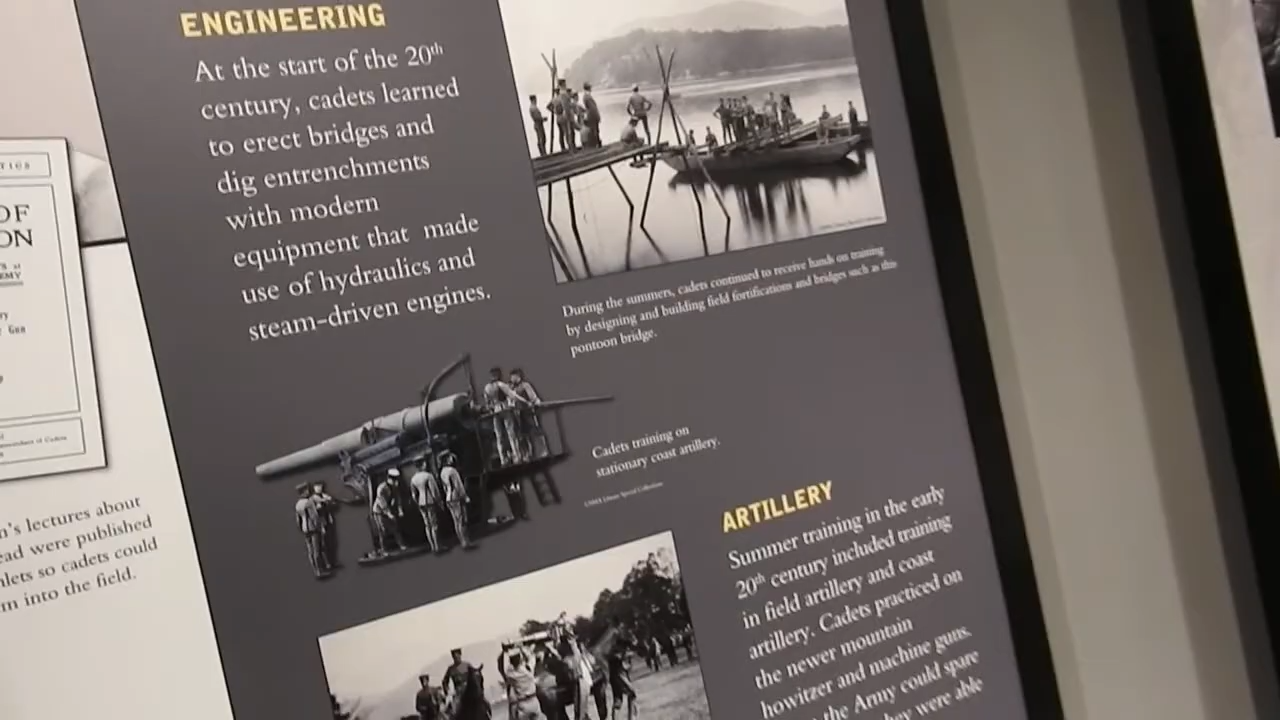 ENGINEERING
At the start of the 20th
century, cadets learned
to erect bridges and
dig entrenchments
with modern
equipment that made
use of hydraulics and
steam-driven engines.
During the summers, cadets continued to receive hands on training
by designing and building field fortifications and bridges such as this
pontoon bridge.
Cadets training on
stationary coast artillery.
ARTILLERY
Summer training in the early
20th century included training
in field artillery and coast
artillery. Cadets practiced on
the newer mountain
howitzer and machine guns.
the Army could spare
they were able
OF
ON
lectures about
were published
so cadets could
into the field.